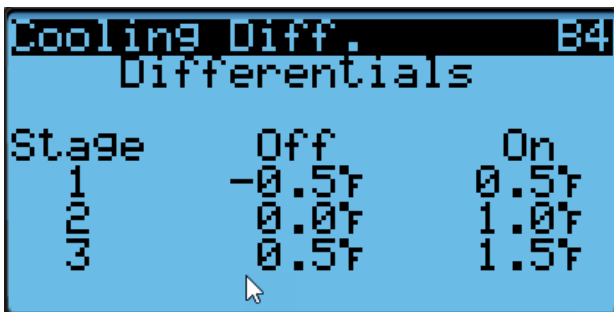 Cooling Diff. B4
Differentials
Stage Off On
1 -0.5°F 0.5°F
2 0.0°F 1.0°F
3 0.5°F 1.5°F